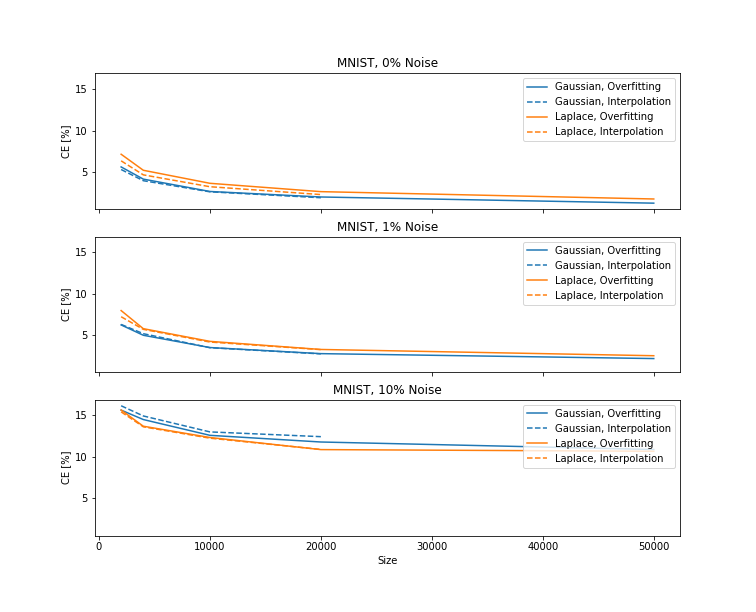 MNIST, 0% Noise
15
10
5
CE [%]
Gaussian, Overfitting
Gaussian, Interpolation
Laplace, Overfitting
Laplace, Interpolation
MNIST, 1% Noise
15
10
5
CE [%]
Gaussian, Overfitting
Gaussian, Interpolation
Laplace, Overfitting
Laplace, Interpolation
MNIST, 10% Noise
15
10
5
CE [%]
Gaussian, Overfitting
Gaussian, Interpolation
Laplace, Overfitting
Laplace, Interpolation
0 10000 20000 30000 40000 50000
Size